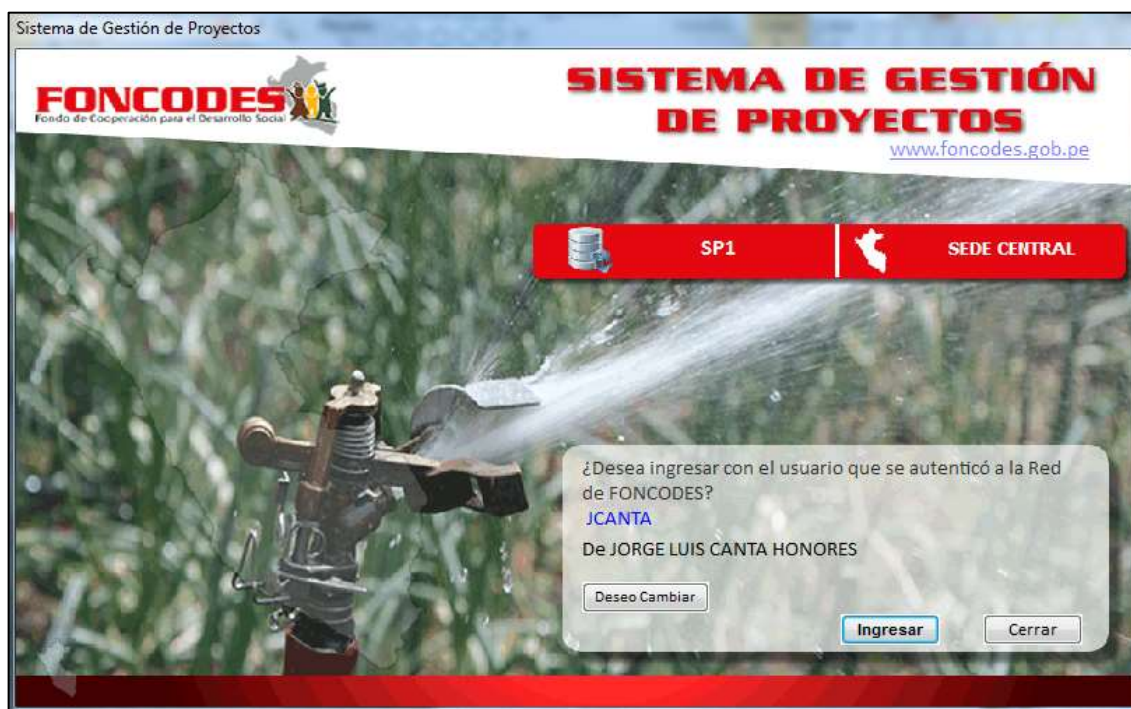 Sistema de Gestión de Proyectos
FONCODES
Fondo de Cooperación para el Desarrollo Social
SISTEMA DE GESTIÓN
DE PROYECTOS
www.foncodes.gob.pe
SP1
SEDE CENTRAL
¿Desea ingresar con el usuario que se autenticó a la Red
de FONCODES?
JCANTA
De JORGE LUIS CANTA HONORES
Deseo Cambiar
Ingresar
Cerrar